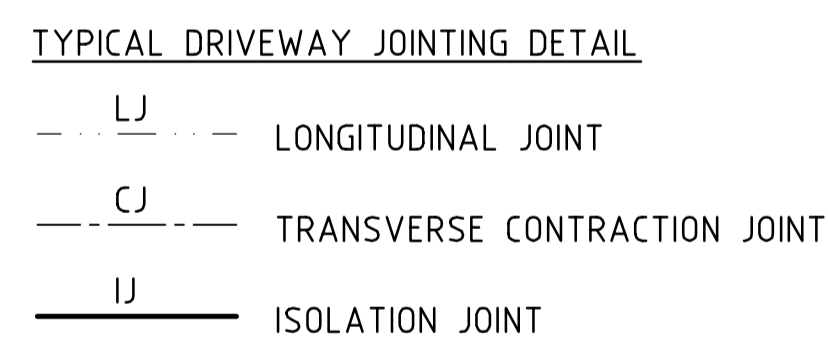 TYPICAL DRIVEWAY JOINTING DETAIL
LJ
LONGITUDINAL JOINT
CJ
TRANSVERSE CONTRACTION JOINT
IJ
ISOLATION JOINT